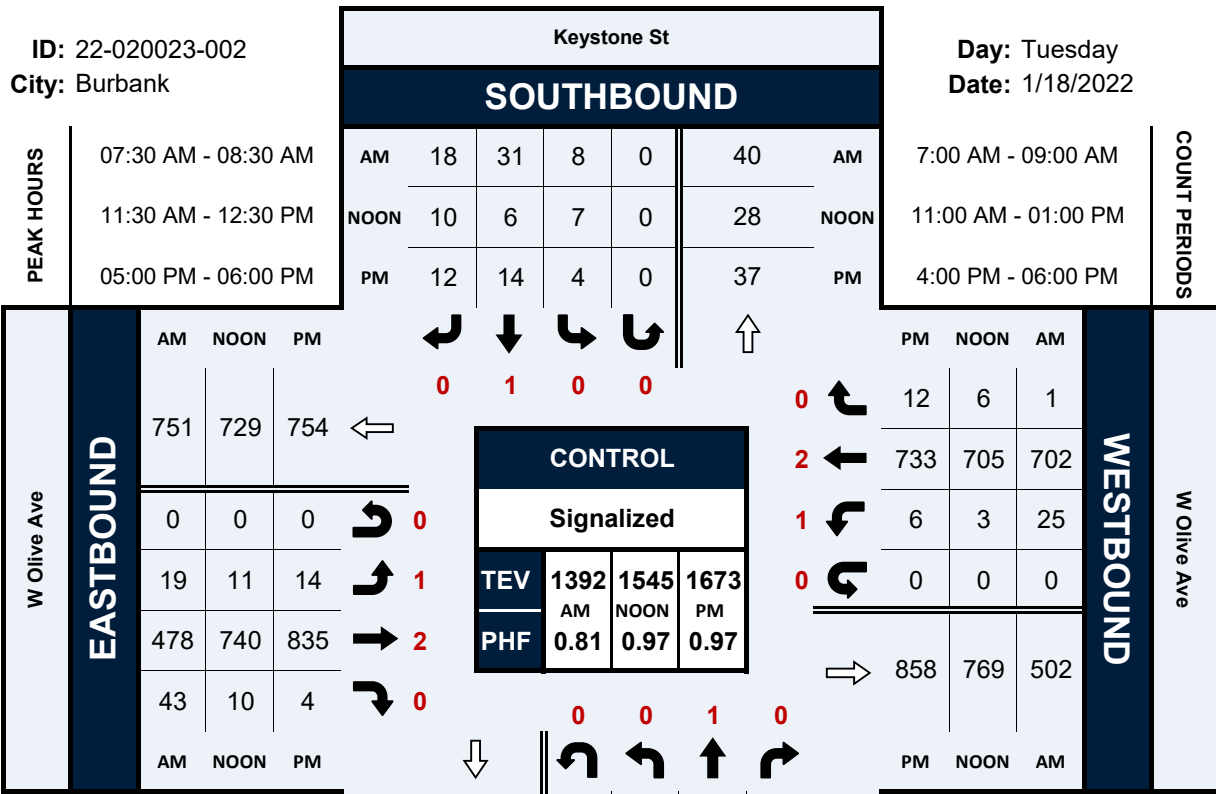 ID: 22-020023-002
City: Burbank
Keystone St
SOUTHBOUND
Day: Tuesday
Date: 1/18/2022
PEAK HOURS
07:30 AM - 08:30 AM
11:30 AM - 12:30 PM
05:00 PM - 06:00 PM
AM 18 31 8 0 40 AM
NOON 10 6 7 0 28 NOON
PM 12 14 4 0 37 PM
7:00 AM - 09:00 AM
11:00 AM - 01:00 PM
4:00 PM - 06:00 PM
COUNT PERIODS
0 1 0 0
W Olive Ave
EASTBOUND
AM NOON PM
751 729 754
0 0 0 0
19 11 14 1
478 740 835 2
43 10 4 0
AM NOON PM
CONTROL
Signalized
TEV 1392 1545 1673
AM NOON PM
PHF 0.81 0.97 0.97
PM NOON AM
0 12 6 1
2 733 705 702
1 6 3 25
0 0 0 0
858 769 502
PM NOON AM
WESTBOUND
W Olive Ave
0 0 1 0